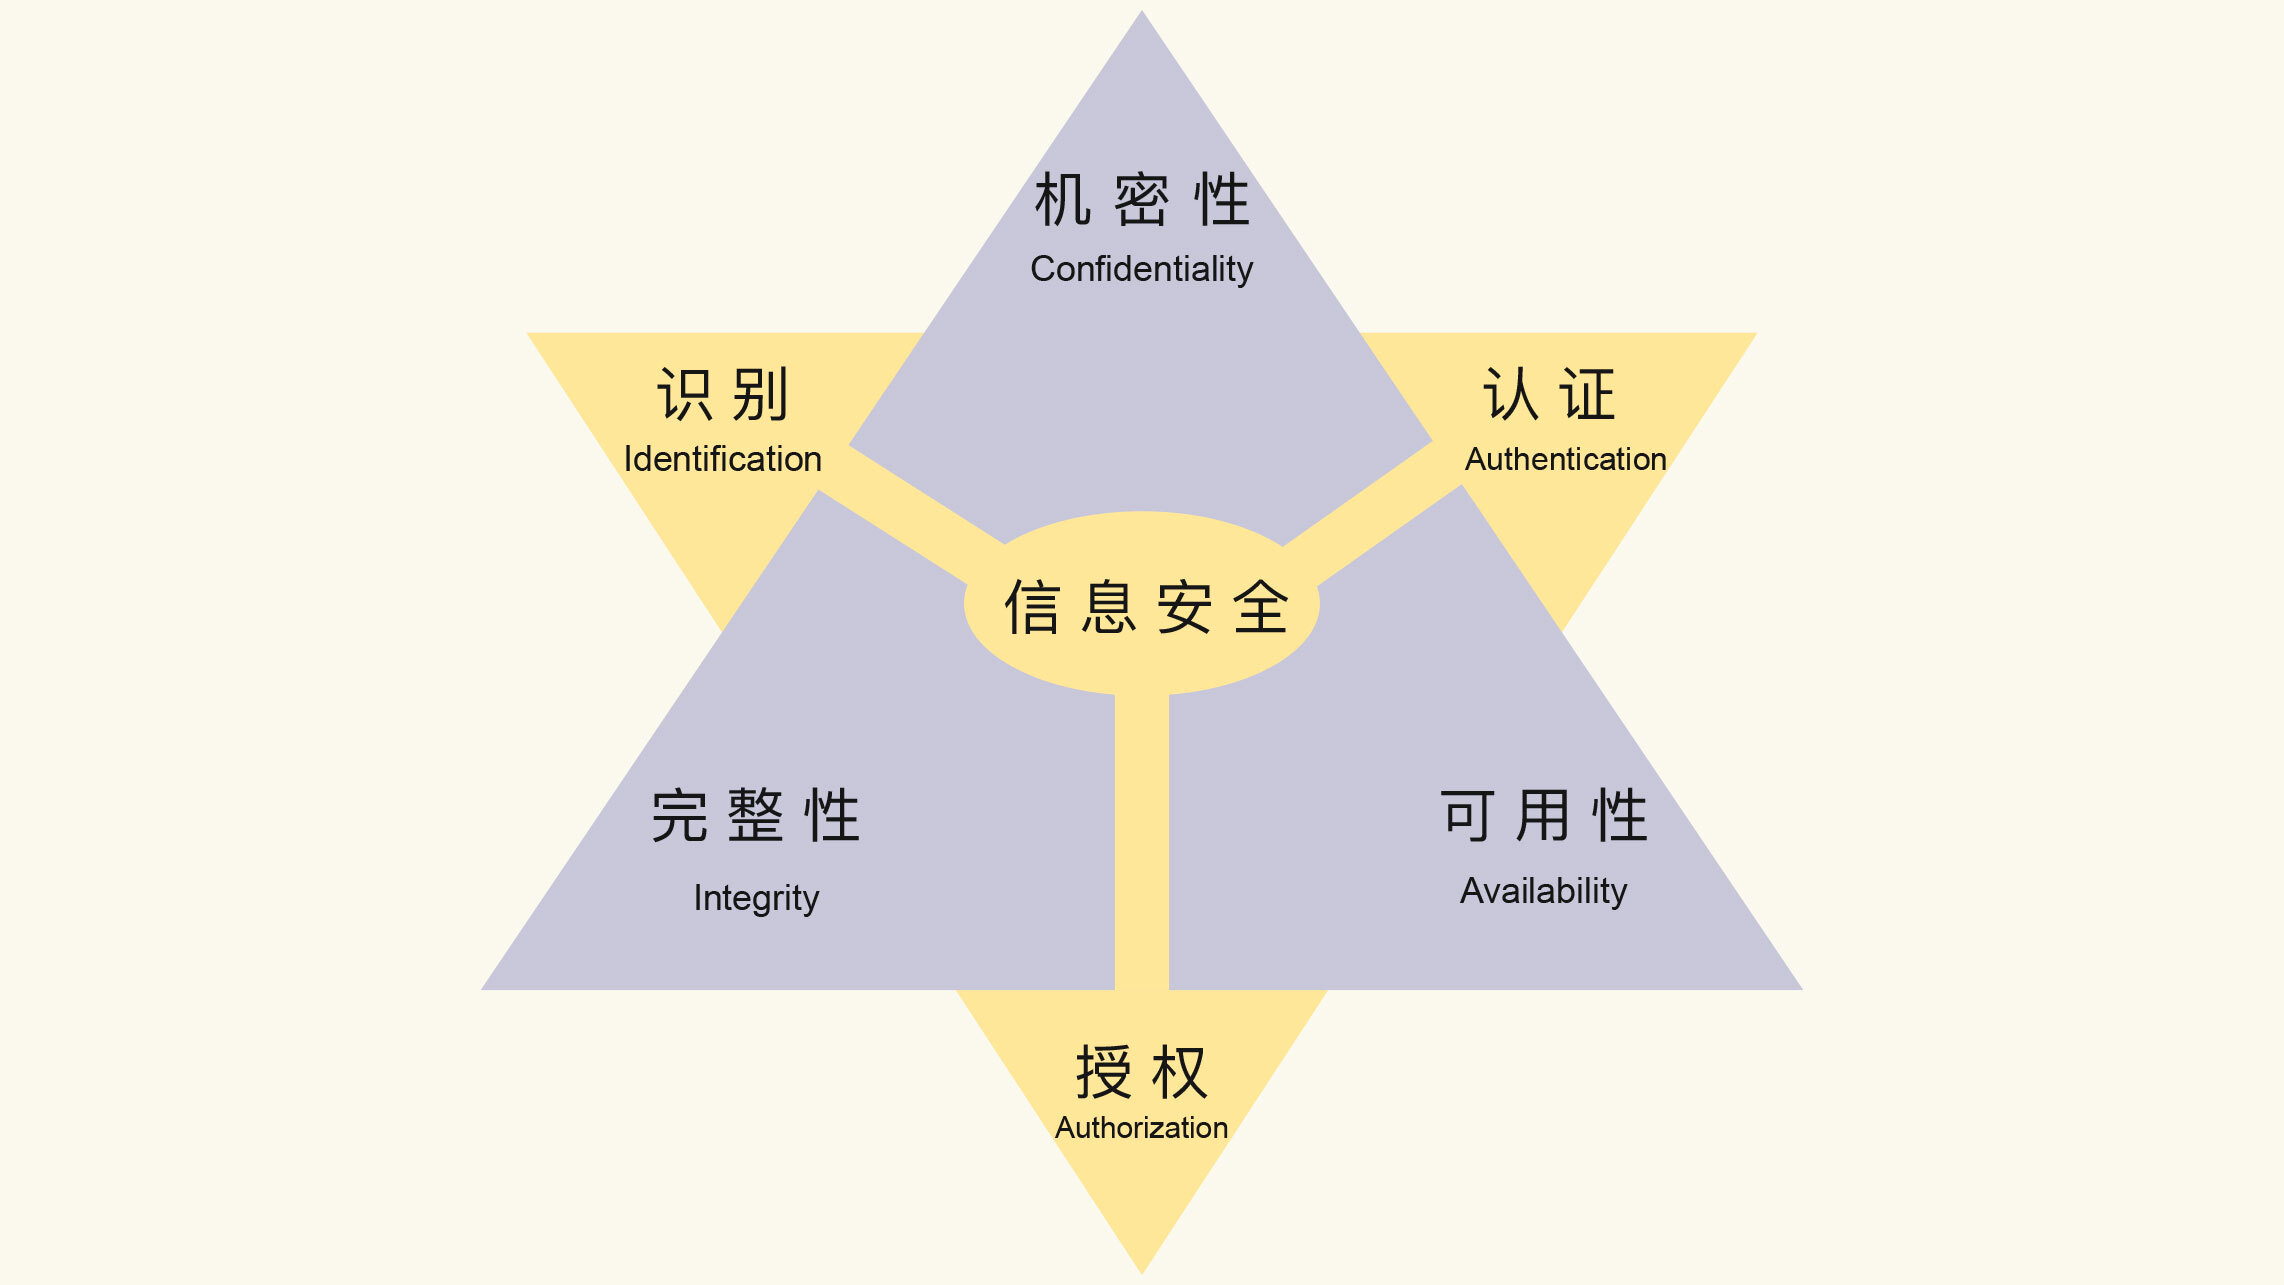 机密性
Confidentiality
识别
Identification
认证
Authentication
信息安全
完整性
Integrity
可用性
Availability
授权
Authorization